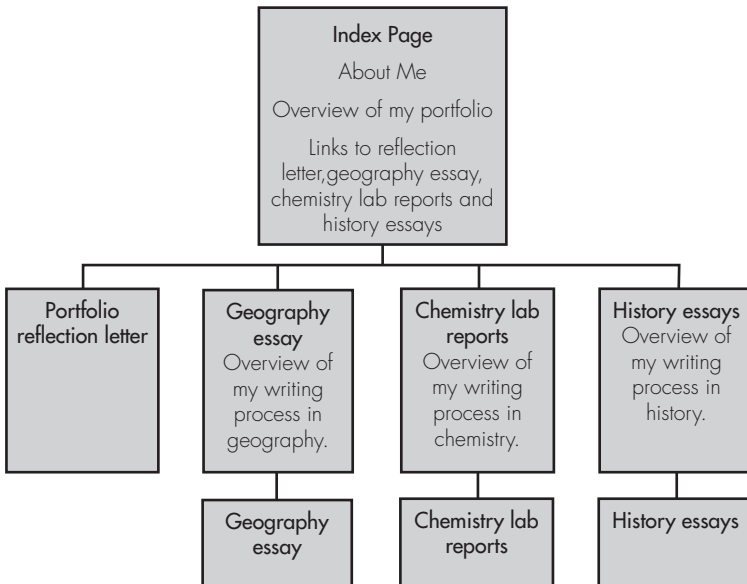 Index Page
About Me
Overview of my portfolio
Links to reflection
letter,geography essay,
chemistry lab reports and
history essays
Portfolio
reflection letter
Geography
essay
Overview of
my writing
process in
geography.
Chemistry lab
reports
Overview of
my writing
process in
chemistry.
History essays
Overview of
my writing
process in
history.
Geography
essay
Chemistry lab
reports
History essays